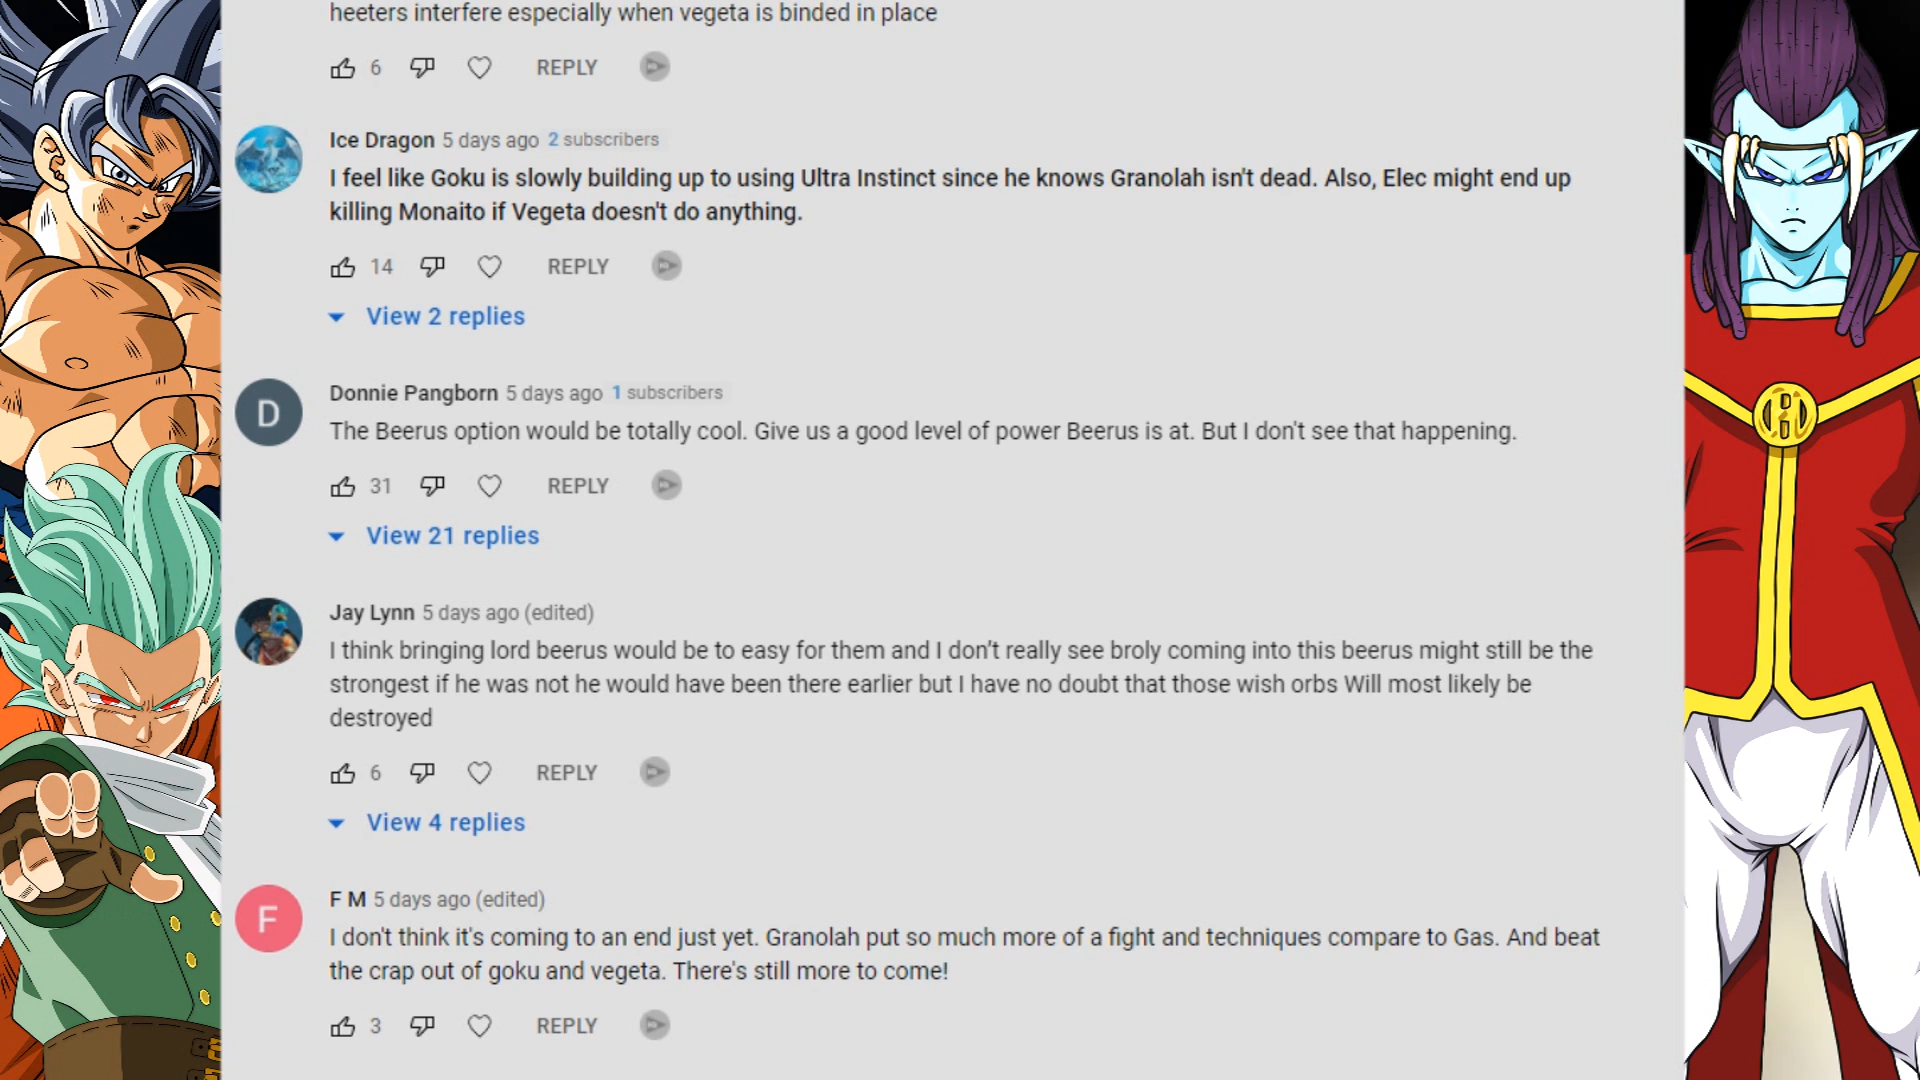 heeters interfere especially when vegeta is binded in place
6 REPLY
Ice Dragon 5 days ago 2 subscribers
I feel like Goku is slowly building up to using Ultra Instinct since he knows Granolah isn't dead. Also, Elec might end up
killing Monaito if Vegeta doesn't do anything.
14 REPLY
View 2 replies
D
Donnie Pangborn 5 days ago 1 subscribers
The Beerus option would be totally cool. Give us a good level of power Beerus is at. But I don't see that happening.
31 REPLY
View 21 replies
Jay Lynn 5 days ago (edited)
I think bringing lord beerus would be to easy for them and I don't really see broly coming into this beerus might still be the
strongest if he was not he would have been there earlier but I have no doubt that those wish orbs Will most likely be
destroyed
6 REPLY
View 4 replies
F
F M 5 days ago (edited)
I don't think it's coming to an end just yet. Granolah put so much more of a fight and techniques compare to Gas. And beat
the crap out of goku and vegeta. There's still more to come!
3 REPLY